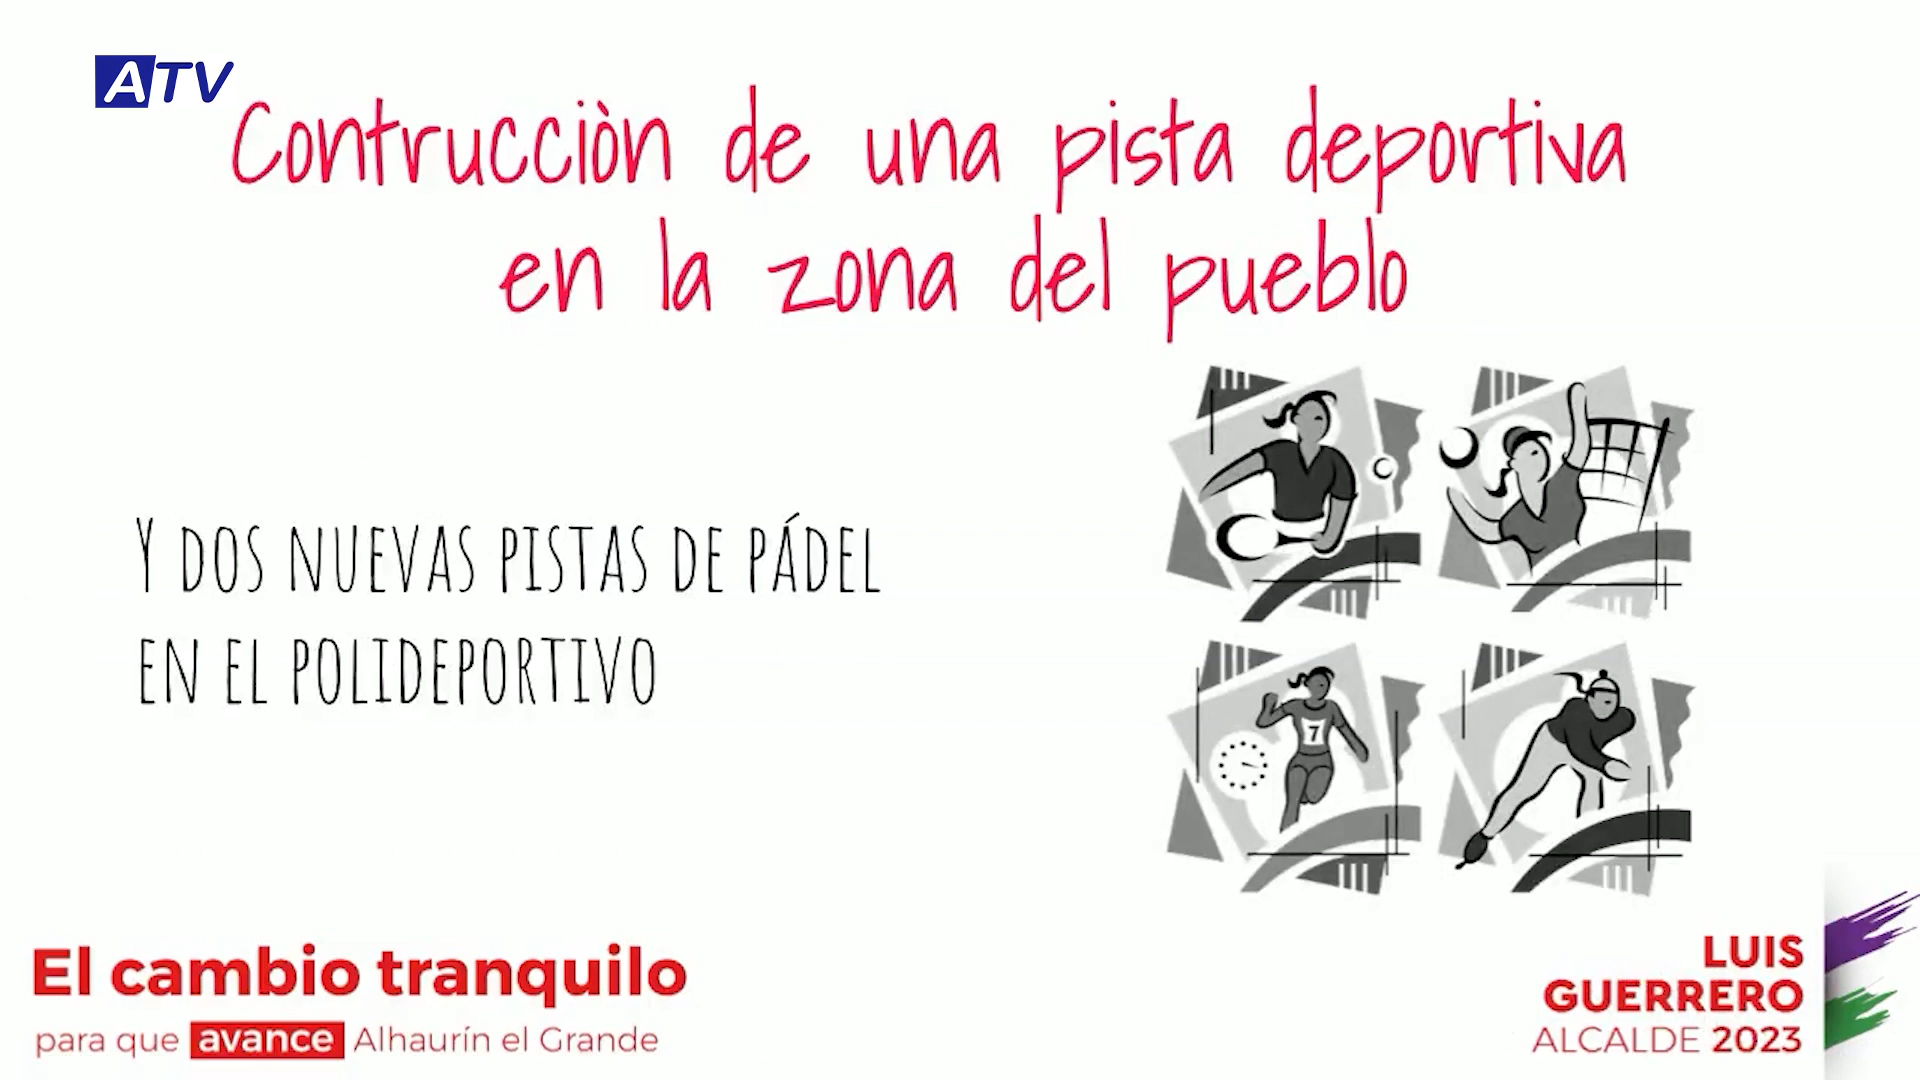 ATV
Contrucciòn de una pista deportiva
en la zona del pueblo
Y DOS NUEVAS PISTAS DE PÁDEL
EN EL POLIDEPORTIVO
7
El cambio tranquilo
para que avance Alhaurín el Grande
LUIS
GUERRERO
ALCALDE 2023